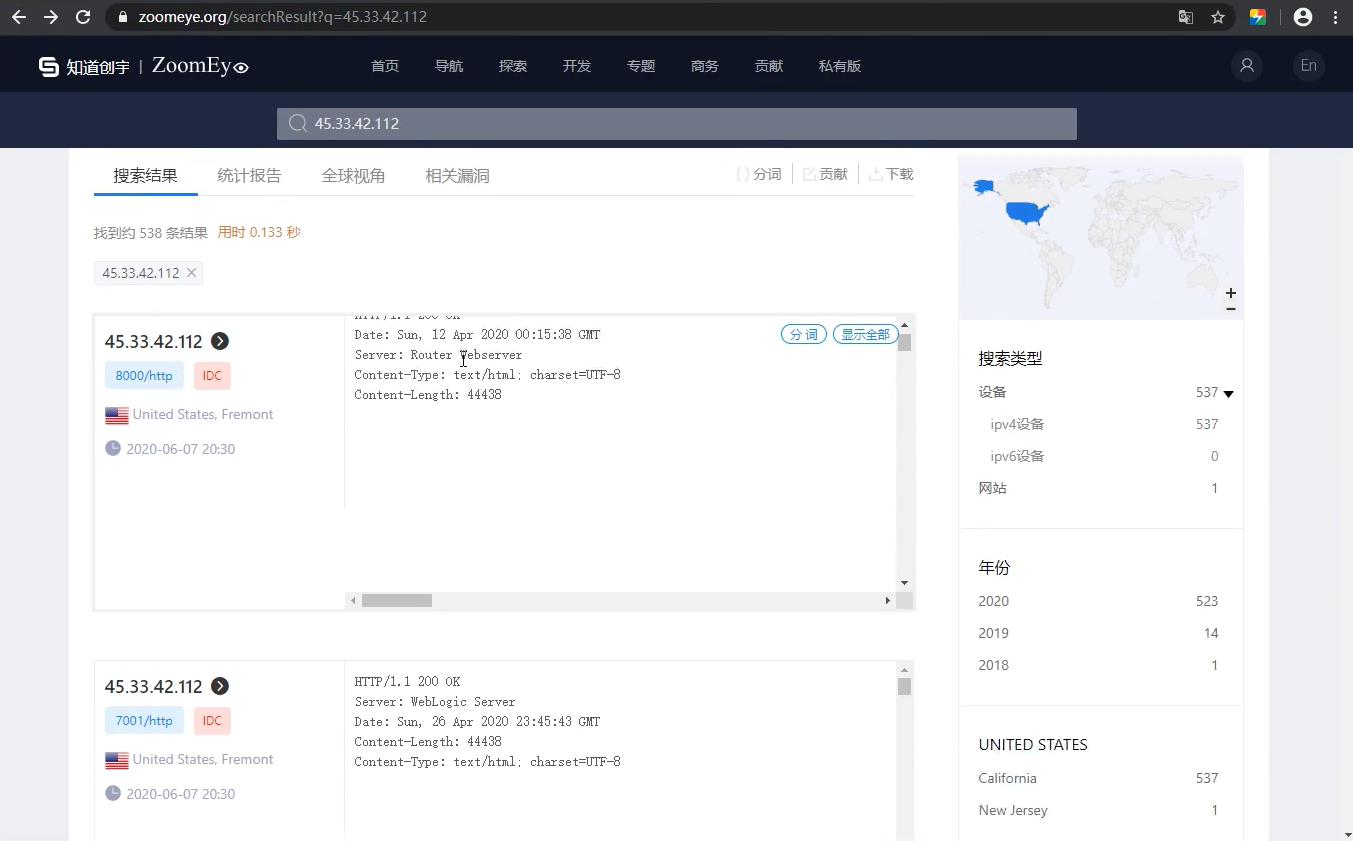 zoomeye.org/searchResult?q=45.33.42.112
知道创宇 | ZoomEye
首页 导航 探索 开发 专题 商务 贡献 私有版 En
45.33.42.112
搜索结果 统计报告 全球视角 相关漏洞 分词 贡献 下载
找到约 538 条结果 用时 0.133 秒
45.33.42.112 ×
45.33.42.112
8000/http IDC
United States, Fremont
2020-06-07 20:30
HTTP/1.1 200 OK
Date: Sun, 12 Apr 2020 00:15:38 GMT
Server: Router Webserver
Content-Type: text/html; charset=UTF-8
Content-Length: 44438
分 词 显示全部
45.33.42.112
7001/http IDC
United States, Fremont
2020-06-07 20:30
HTTP/1.1 200 OK
Server: WebLogic Server
Date: Sun, 26 Apr 2020 23:45:43 GMT
Content-Length: 44438
Content-Type: text/html; charset=UTF-8
+
−
搜索类型
设备 537
ipv4设备 537
ipv6设备 0
网站 1
年份
2020 523
2019 14
2018 1
UNITED STATES
California 537
New Jersey 1